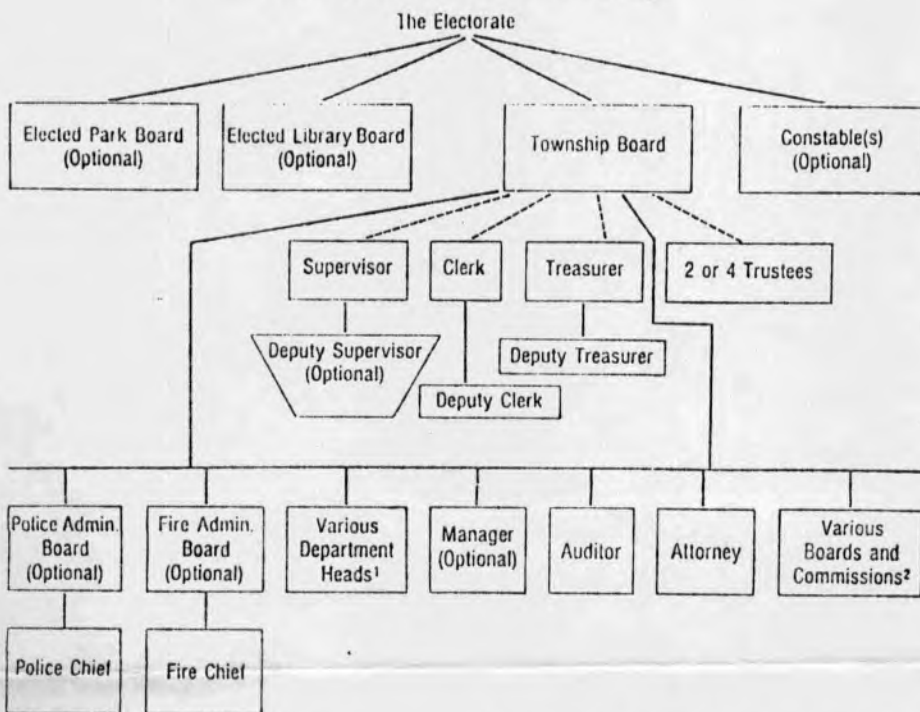 The Electorate
Elected Park Board
(Optional)
Elected Library Board
(Optional)
Township Board
Constable(s)
(Optional)
Supervisor
Clerk
Treasurer
2 or 4 Trustees
Deputy Supervisor
(Optional)
Deputy Treasurer
Deputy Clerk
Police Admin.
Board
(Optional)
Fire Admin.
Board
(Optional)
Various
Department
Heads¹
Manager
(Optional)
Auditor
Attorney
Various
Boards and
Commissions²
Police Chief
Fire Chief